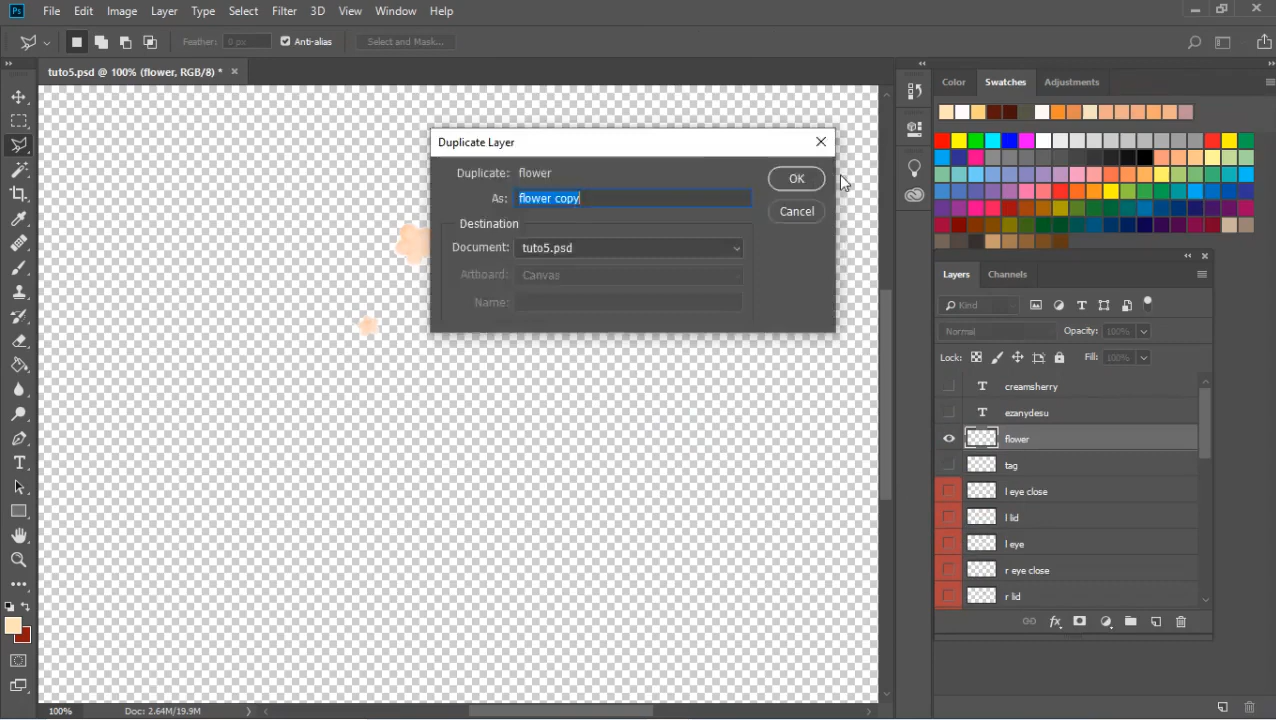 Ps File Edit Image Layer Type Select Filter 3D View Window Help
Feather: 0 px Anti-alias Select and Mask...
tuto5.psd @ 100% (flower, RGB/8) *
Color Swatches Adjustments
Duplicate Layer
Duplicate: flower
OK
As: flower copy
Cancel
Destination
Document: tuto5.psd
Artboard: Canvas
Name:
Layers Channels
Kind
Normal Opacity: 100%
Lock: Fill: 100%
T creamsherry
T ezanydesu
flower
tag
l eye close
l lid
l eye
r eye close
r lid
fx
100% Doc: 2.64M/19.9M